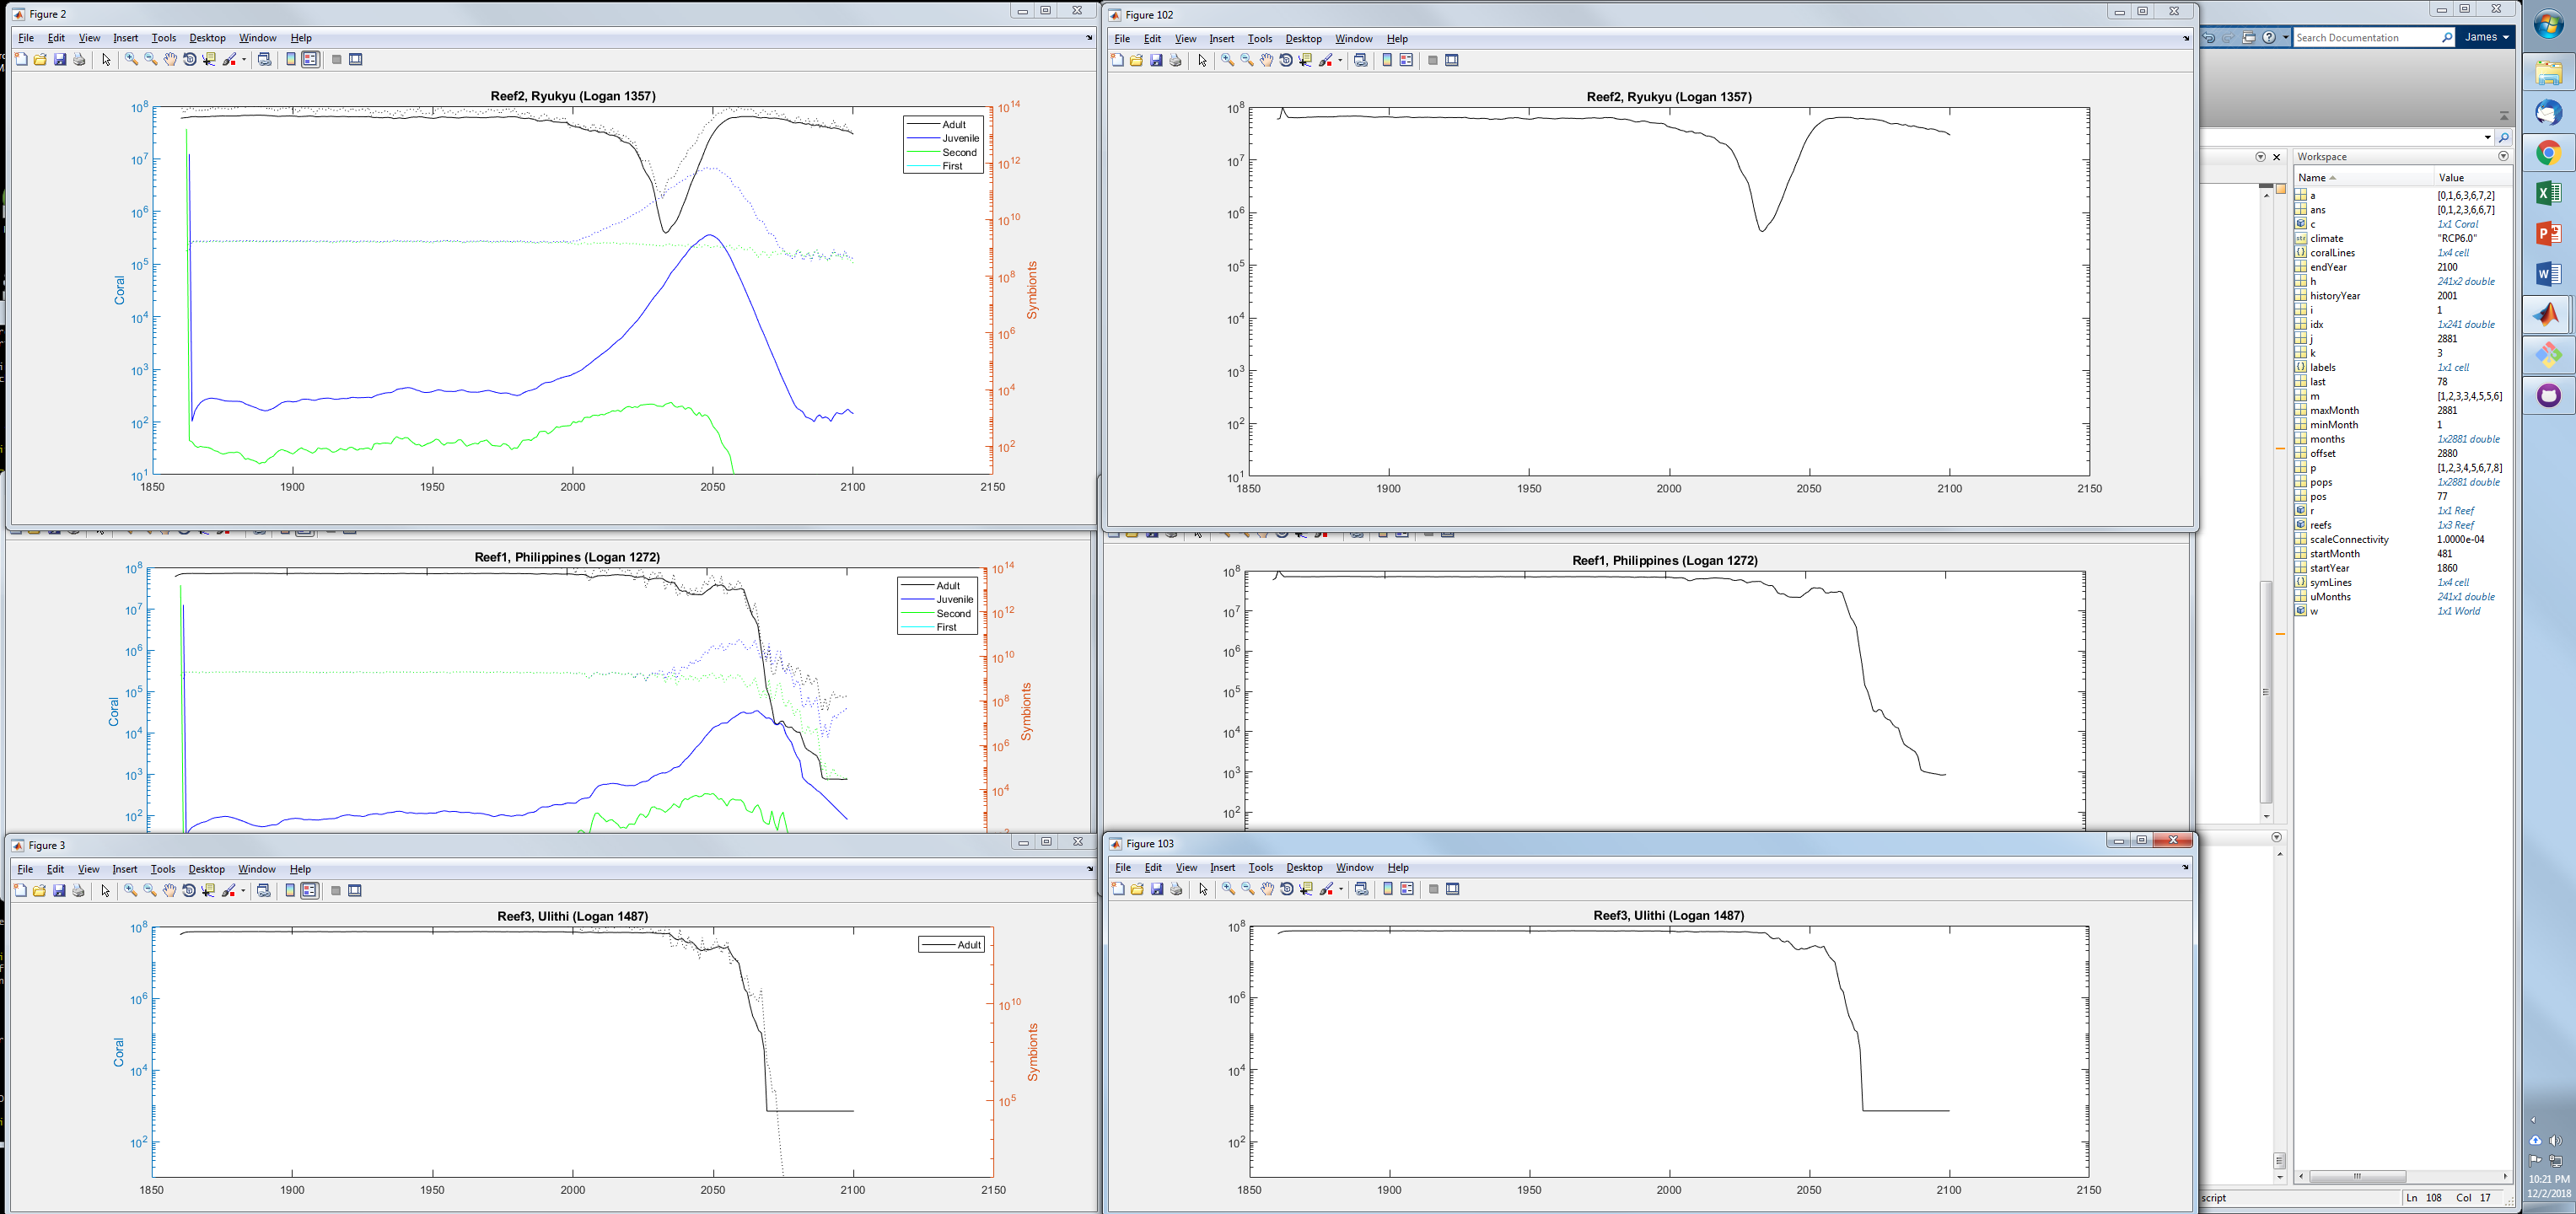 Figure 2
File Edit View Insert Tools Desktop Window Help
Reef2, Ryukyu (Logan 1357)
10^8
10^7
10^6
10^5
10^4
10^3
10^2
10^1
Coral
10^14
10^12
10^10
10^8
10^6
10^4
10^2
Symbionts
Adult
Juvenile
Second
First
1850 1900 1950 2000 2050 2100 2150
Figure 102
File Edit View Insert Tools Desktop Window Help
Reef2, Ryukyu (Logan 1357)
10^8
10^7
10^6
10^5
10^4
10^3
10^2
10^1
1850 1900 1950 2000 2050 2100 2150
Reef1, Philippines (Logan 1272)
10^8
10^7
10^6
10^5
10^4
10^3
10^2
Coral
10^14
10^12
10^10
10^8
10^6
10^4
Symbionts
Adult
Juvenile
Second
First
Reef1, Philippines (Logan 1272)
10^8
10^7
10^6
10^5
10^4
10^3
10^2
Figure 3
File Edit View Insert Tools Desktop Window Help
Reef3, Ulithi (Logan 1487)
10^8
10^6
10^4
10^2
Coral
10^10
10^5
Symbionts
Adult
1850 1900 1950 2000 2050 2100 2150
Figure 103
File Edit View Insert Tools Desktop Window Help
Reef3, Ulithi (Logan 1487)
10^8
10^6
10^4
10^2
1850 1900 1950 2000 2050 2100 2150
Search Documentation
James
Workspace
Name Value
a [0,1,6,3,6,7,2]
ans [0,1,2,3,6,6,7]
c 1x1 Coral
climate "RCP6.0"
coralLines 1x4 cell
endYear 2100
h 241x2 double
historyYear 2001
i 1
idx 1x241 double
j 2881
k 3
labels 1x1 cell
last 78
m [1,2,3,3,4,5,5,6]
maxMonth 2881
minMonth 1
months 1x2881 double
offset 2880
p [1,2,3,4,5,6,7,8]
pops 1x2881 double
pos 77
r 1x1 Reef
reefs 1x3 Reef
scaleConnectivity 1.0000e-04
startMonth 481
startYear 1860
symLines 1x4 cell
uMonths 241x1 double
w 1x1 World
script
Ln 108 Col 17
10:21 PM
12/2/2018